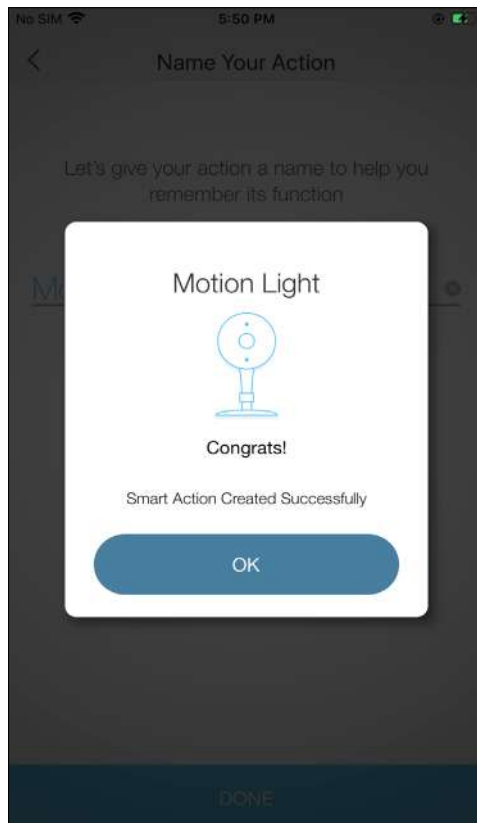 No SIM 5:50 PM
Name Your Action
Let's give your action a name to help you
remember its function
Mo
Motion Light
Congrats!
Smart Action Created Successfully
OK
DONE